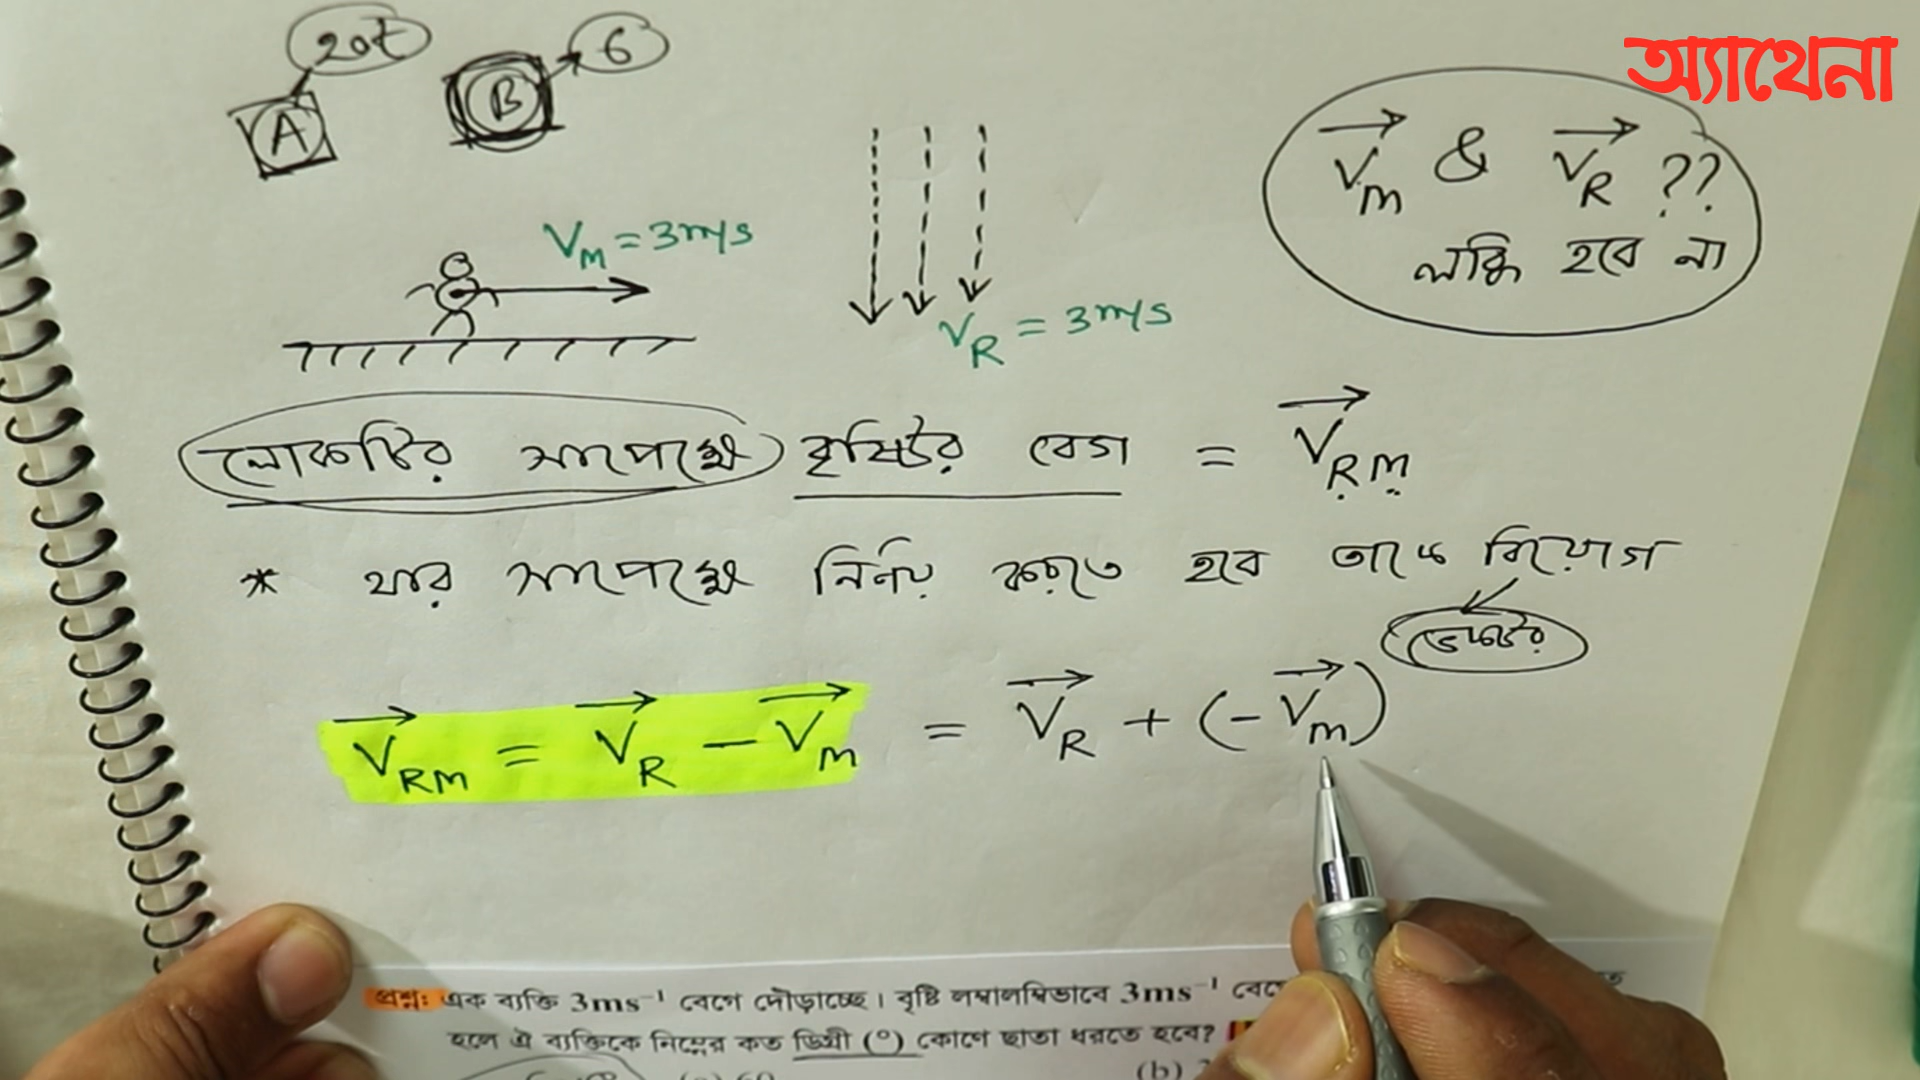 অ্যাথেনা
20t 6
A B
V⃗m & V⃗R ??
লব্ধি হবে না
Vm = 3m/s
VR = 3m/s
লোকটির সাপেক্ষে বৃষ্টির বেগ = V⃗RM
* যার সাপেক্ষে নির্ণয় করতে হবে তাকে বিয়োগ
ভেক্টর
V⃗RM = V⃗R - V⃗m = V⃗R + (-V⃗m)
প্রশ্ন: এক ব্যক্তি 3ms⁻¹ বেগে দৌড়াচ্ছে। বৃষ্টি লম্বালম্বিভাবে 3ms⁻¹
হলে ঐ ব্যক্তিকে নিম্নের কত ডিগ্রী (°) কোণে ছাতা ধরতে হবে?
(b)